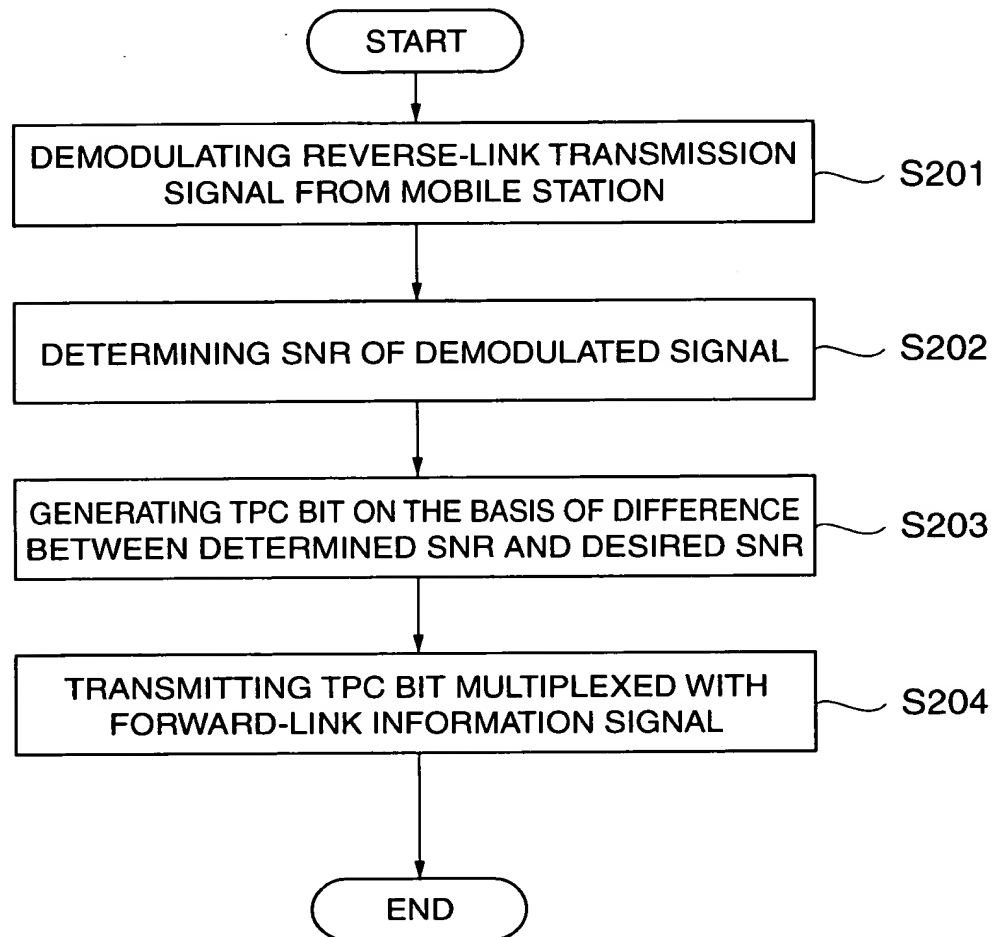 START
DEMODULATING REVERSE-LINK TRANSMISSION
SIGNAL FROM MOBILE STATION
S201
DETERMINING SNR OF DEMODULATED SIGNAL
S202
GENERATING TPC BIT ON THE BASIS OF DIFFERENCE
BETWEEN DETERMINED SNR AND DESIRED SNR
S203
TRANSMITTING TPC BIT MULTIPLEXED WITH
FORWARD-LINK INFORMATION SIGNAL
S204
END